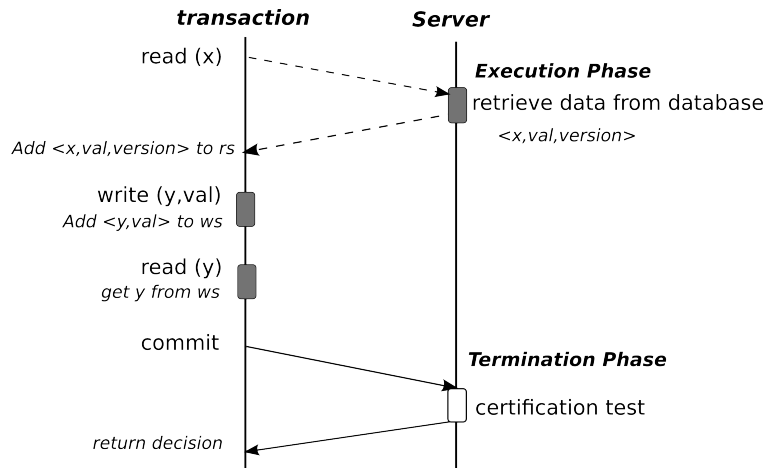 transaction
Server
read (x)
Execution Phase
retrieve data from database
<x,val,version>
Add <x,val,version> to rs
write (y,val)
Add <y,val> to ws
read (y)
get y from ws
commit
Termination Phase
certification test
return decision